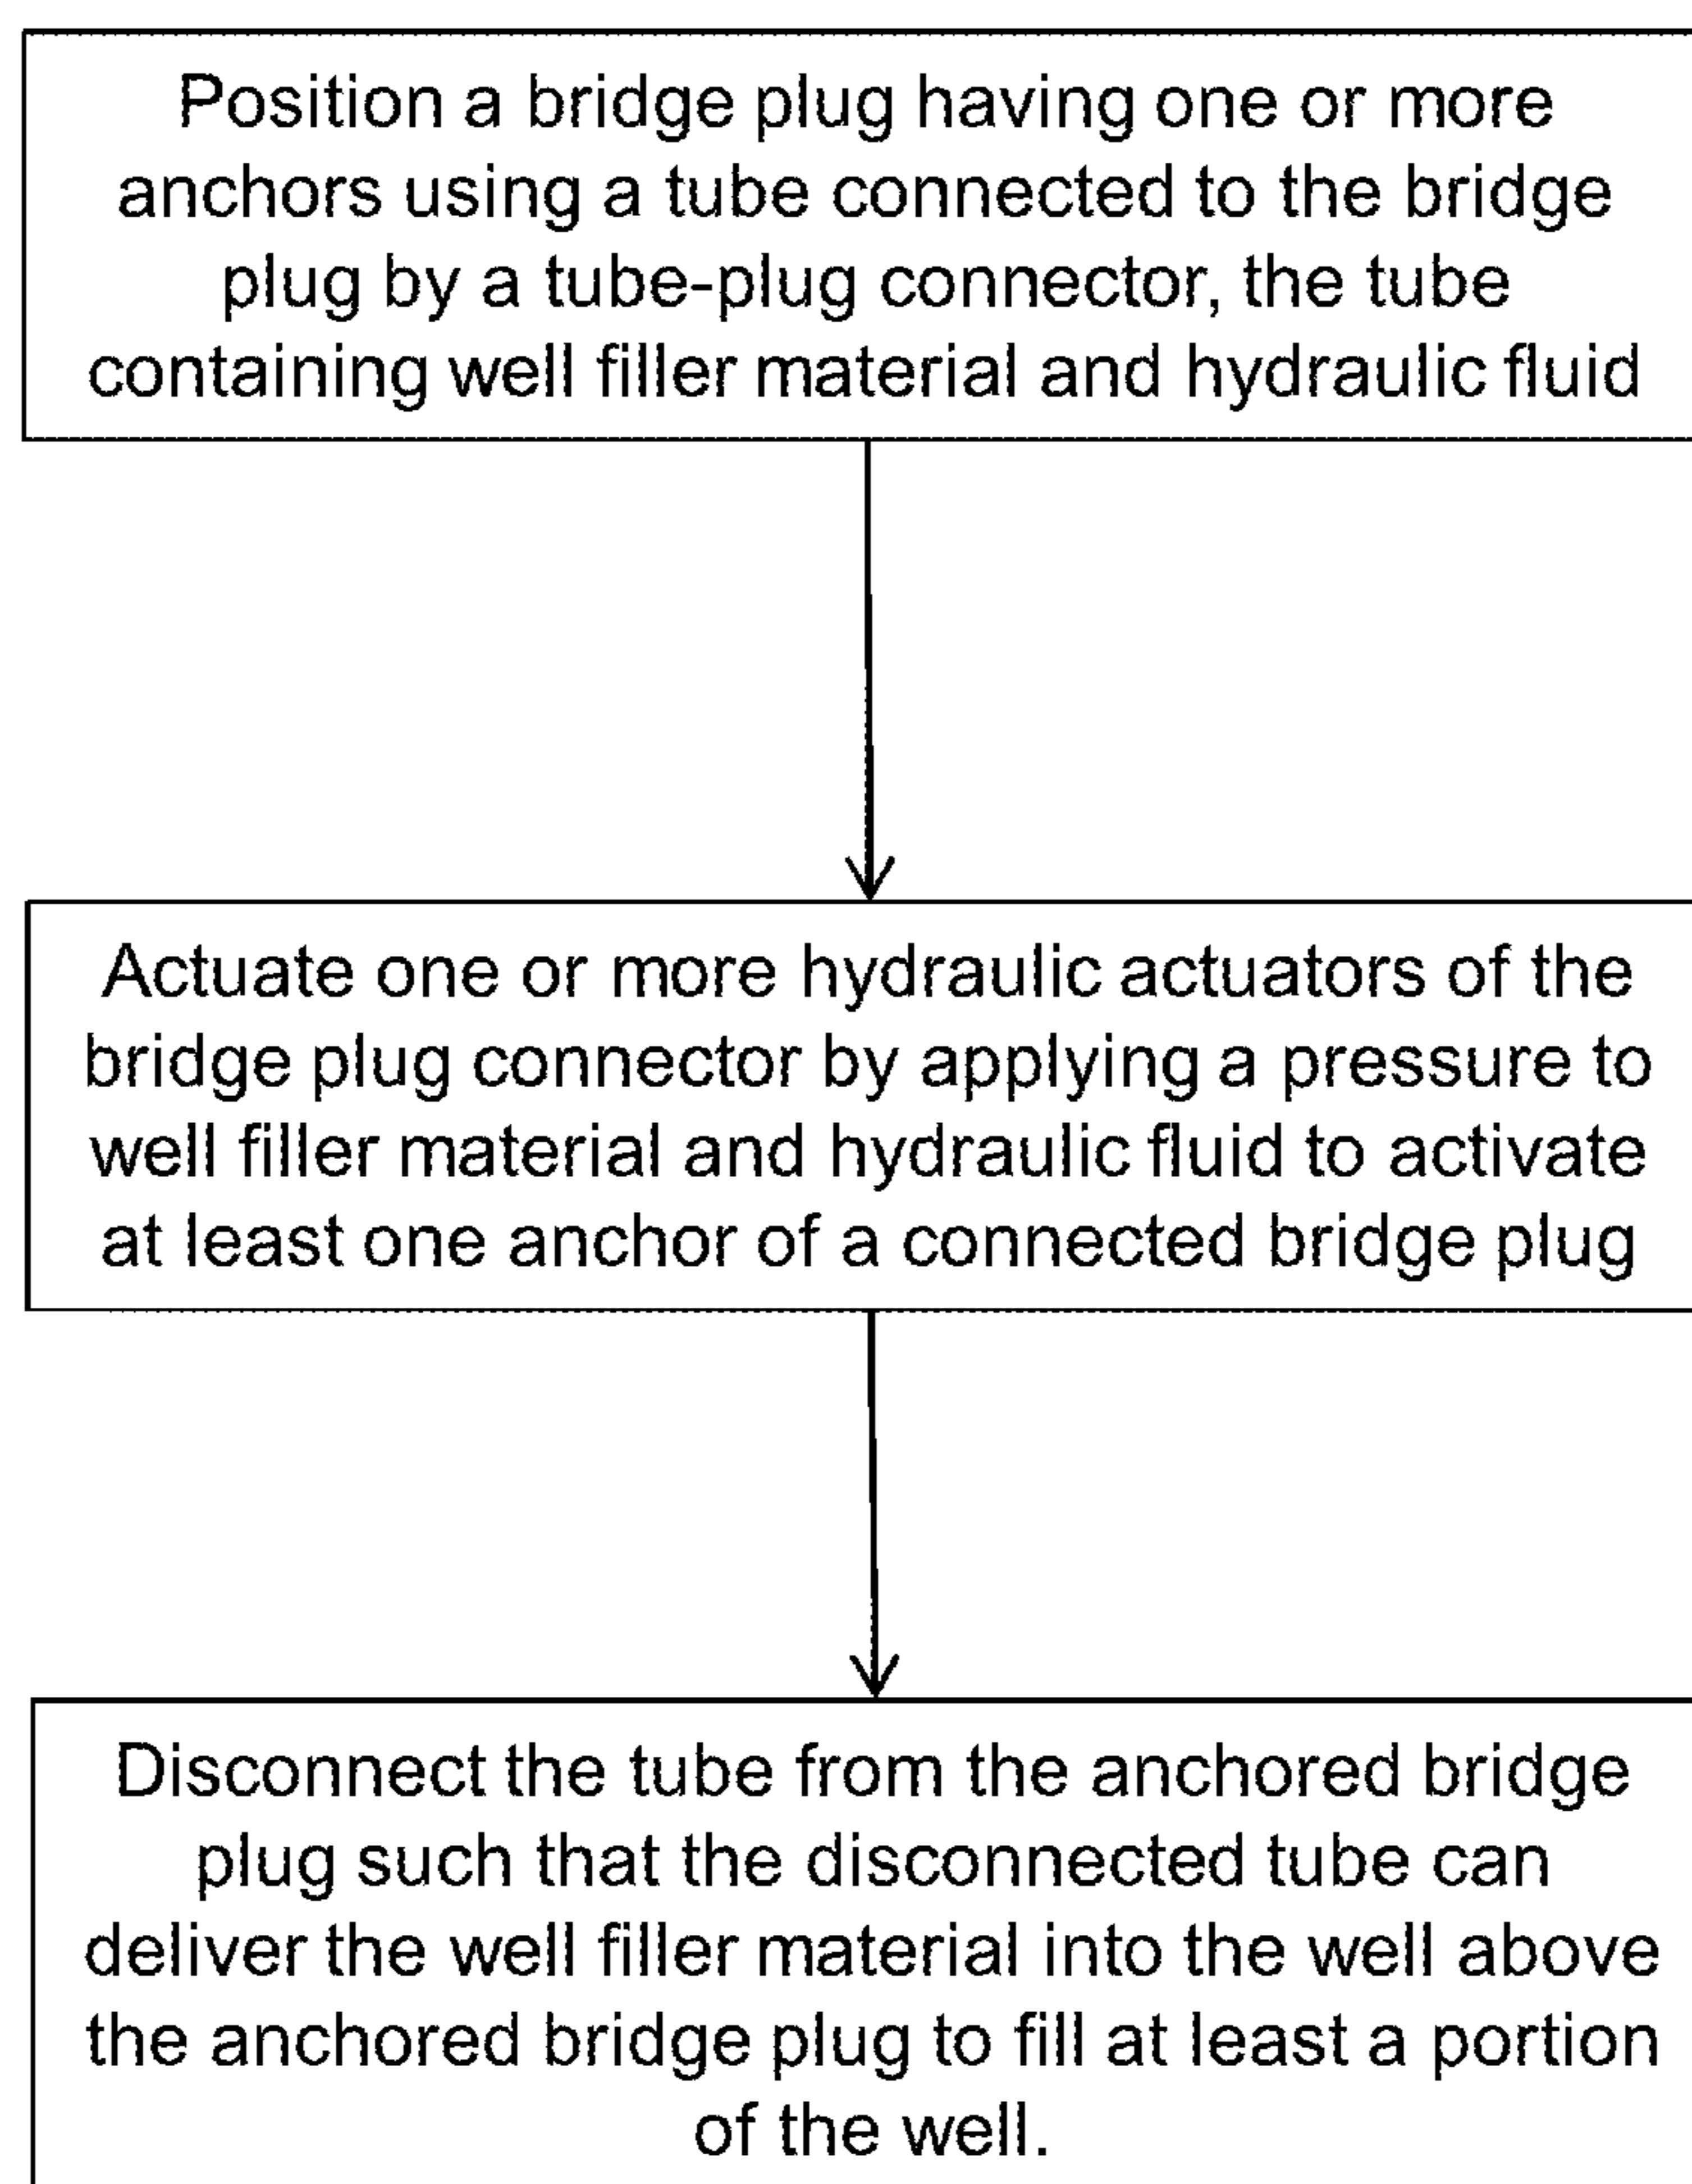 Position a bridge plug having one or more
anchors using a tube connected to the bridge
plug by a tube-plug connector, the tube
containing well filler material and hydraulic fluid
Actuate one or more hydraulic actuators of the
bridge plug connector by applying a pressure to
well filler material and hydraulic fluid to activate
at least one anchor of a connected bridge plug
Disconnect the tube from the anchored bridge
plug such that the disconnected tube can
deliver the well filler material into the well above
the anchored bridge plug to fill at least a portion
of the well.